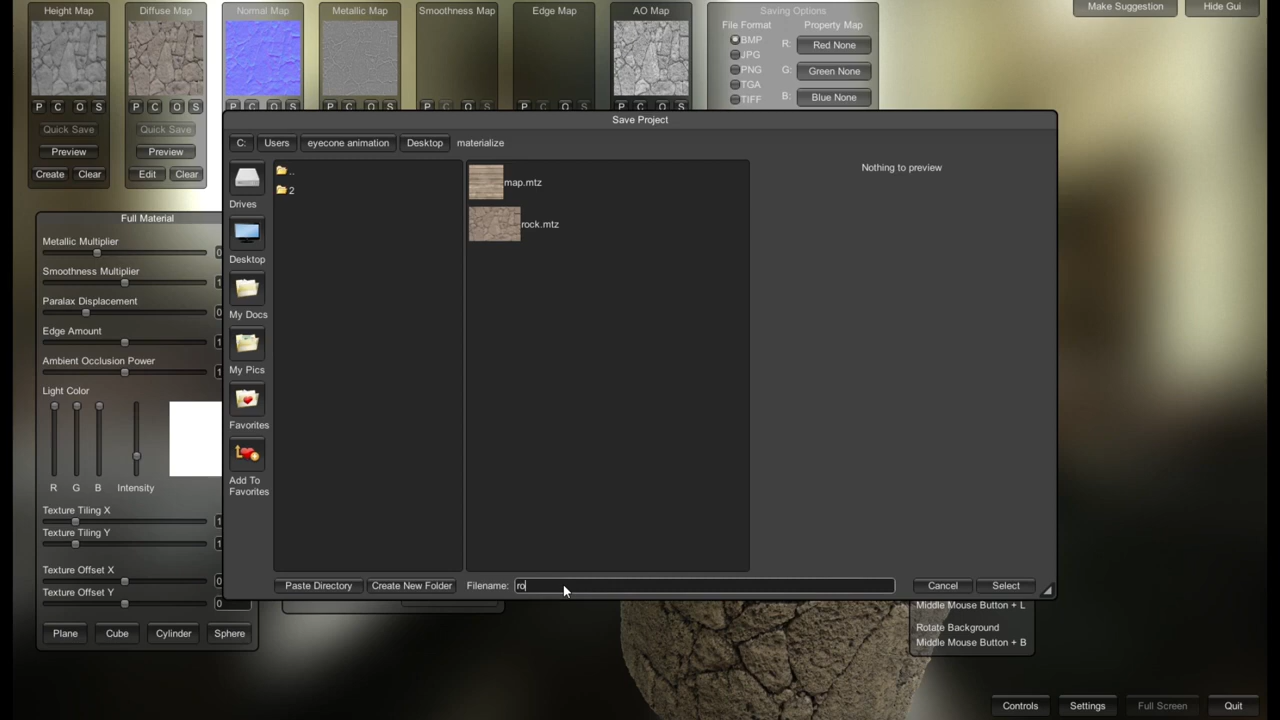 Height Map
Diffuse Map
Normal Map
Metallic Map
Smoothness Map
Edge Map
AO Map
Saving Options
Make Suggestion
Hide Gui
File Format
Property Map
BMP
JPG
PNG
TGA
TIFF
R: Red None
G: Green None
B: Blue None
P C O S
P C O S
P C O S
P C O S
P C O S
P C O S
P C O S
Quick Save
Quick Save
Preview
Preview
Create Clear
Edit Clear
Save Project
C: Users eyecone animation Desktop materialize
Drives
Desktop
My Docs
My Pics
Favorites
Add To
Favorites
..
2
map.mtz
rock.mtz
Nothing to preview
Paste Directory Create New Folder Filename: ro Cancel Select
Full Material
Metallic Multiplier
Smoothness Multiplier
Paralax Displacement
Edge Amount
Ambient Occlusion Power
Light Color
R G B Intensity
Texture Tiling X
Texture Tiling Y
Texture Offset X
Texture Offset Y
Plane Cube Cylinder Sphere
Middle Mouse Button + L
Rotate Background
Middle Mouse Button + B
Controls Settings Full Screen Quit